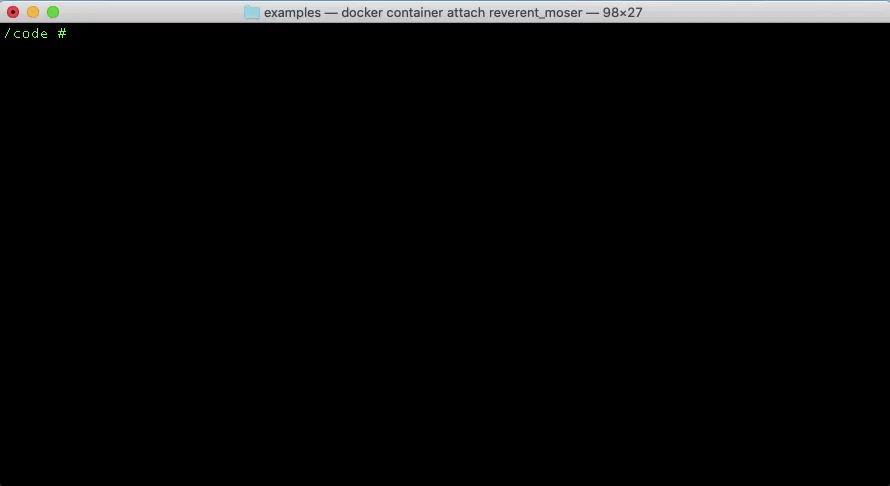 examples — docker container attach reverent_moser — 98×27
/code #